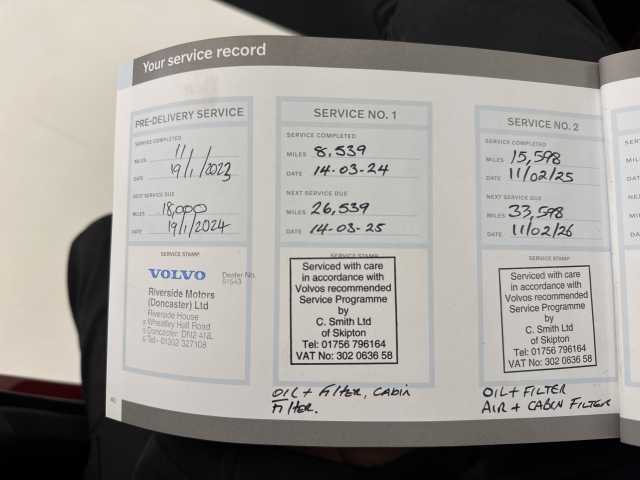 Your service record
PRE-DELIVERY SERVICE
SERVICE COMPLETED
MILES 11
DATE 19/1/2023
NEXT SERVICE DUE
MILES 18,000
DATE 19/1/2024
SERVICE STAMP
VOLVO
Dealer No.
Riverside Motors
(Doncaster) Ltd
Riverside House
Wheatley Hall Road
Doncaster DN2 4NL
Tel: 01302 327108
SERVICE NO. 1
SERVICE COMPLETED
MILES 8,539
DATE 14-03-24
NEXT SERVICE DUE
MILES 26,539
DATE 14-03-25
SERVICE STAMP
Serviced with care
in accordance with
Volvos recommended
Service Programme
by
C. Smith Ltd
of Skipton
Tel: 01756 796164
VAT No: 302 0636 58
OIL + FILTER, CABIN
FILTER.
SERVICE NO. 2
SERVICE COMPLETED
MILES 15,598
DATE 11/02/25
NEXT SERVICE DUE
MILES 33,598
DATE 11/02/26
SERVICE STAMP
Serviced with care
in accordance with
Volvos recommended
Service Programme
by
C. Smith Ltd
of Skipton
Tel: 01756 796164
VAT No: 302 0636 58
OIL + FILTER
AIR + CABIN FILTER